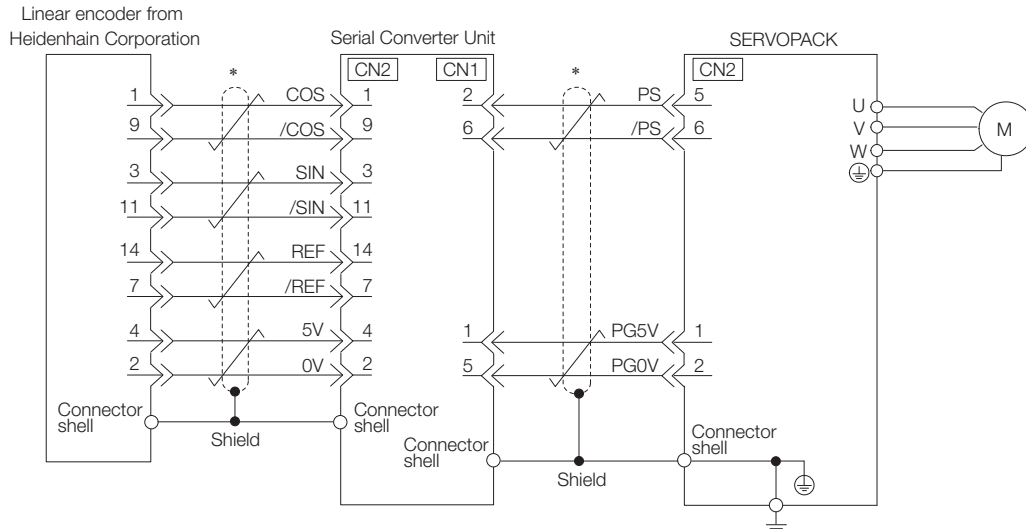 Linear encoder from
Heidenhain Corporation
Serial Converter Unit
SERVOPACK
CN2
CN1
CN2
*
*
1 COS 1
2 PS 5
9 /COS 9
6 /PS 6
3 SIN 3
11 /SIN 11
14 REF 14
7 /REF 7
4 5V 4
1 PG5V 1
2 0V 2
5 PG0V 2
U
V
W
M
Connector
shell
Shield
Connector
shell
Connector
shell
Shield
Connector
shell